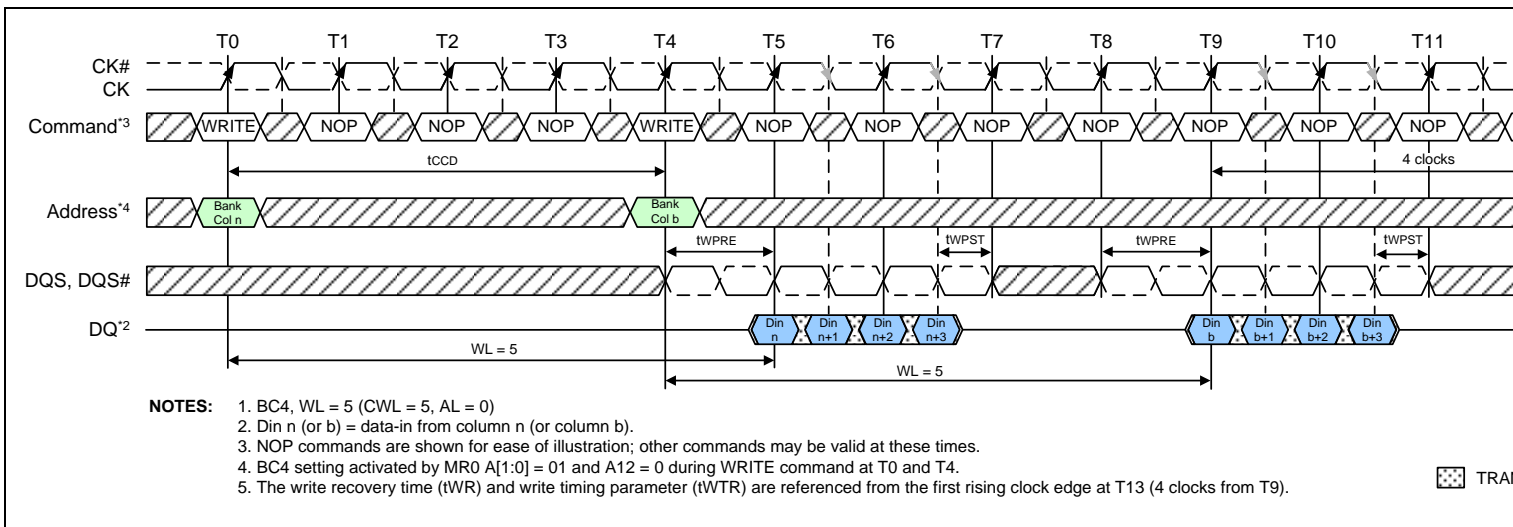 T0 T1 T2 T3 T4 T5 T6 T7 T8 T9 T10 T11
CK#
CK
Command*3 WRITE NOP NOP NOP WRITE NOP NOP NOP NOP NOP NOP NOP
tCCD 4 clocks
Address*4 Bank Col n Bank Col b
tWPRE tWPST tWPRE tWPST
DQS, DQS#
DQ*2 Din n Din n+1 Din n+2 Din n+3 Din b Din b+1 Din b+2 Din b+3
WL = 5
WL = 5
NOTES: 1. BC4, WL = 5 (CWL = 5, AL = 0)
2. Din n (or b) = data-in from column n (or column b).
3. NOP commands are shown for ease of illustration; other commands may be valid at these times.
4. BC4 setting activated by MR0 A[1:0] = 01 and A12 = 0 during WRITE command at T0 and T4.
5. The write recovery time (tWR) and write timing parameter (tWTR) are referenced from the first rising clock edge at T13 (4 clocks from T9).